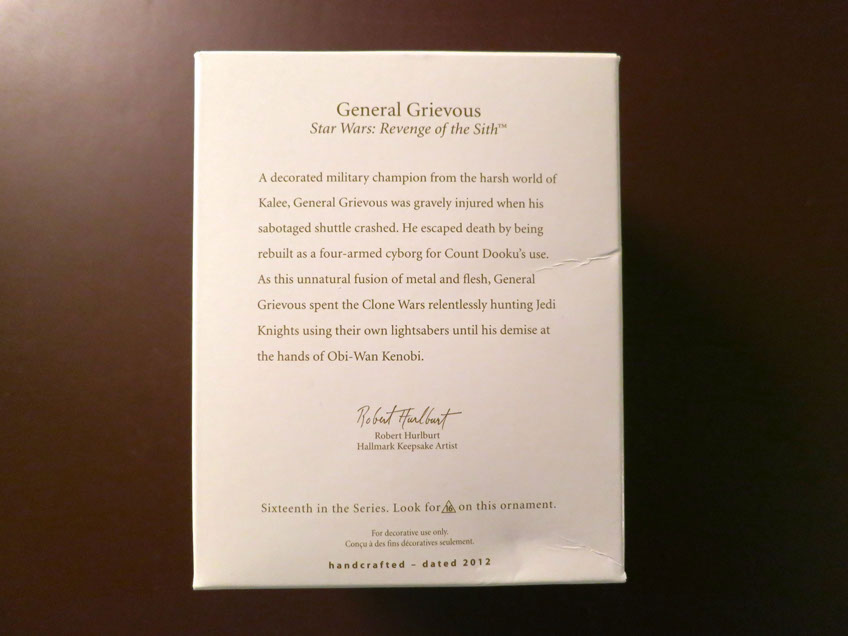 General Grievous
Star Wars: Revenge of the Sith™
A decorated military champion from the harsh world of
Kalee, General Grievous was gravely injured when his
sabotaged shuttle crashed. He escaped death by being
rebuilt as a four-armed cyborg for Count Dooku's use.
As this unnatural fusion of metal and flesh, General
Grievous spent the Clone Wars relentlessly hunting Jedi
Knights using their own lightsabers until his demise at
the hands of Obi-Wan Kenobi.
Robert Hurlburt
Robert Hurlburt
Hallmark Keepsake Artist
Sixteenth in the Series. Look for 16 on this ornament.
For decorative use only.
Conçu à des fins décoratives seulement.
handcrafted – dated 2012